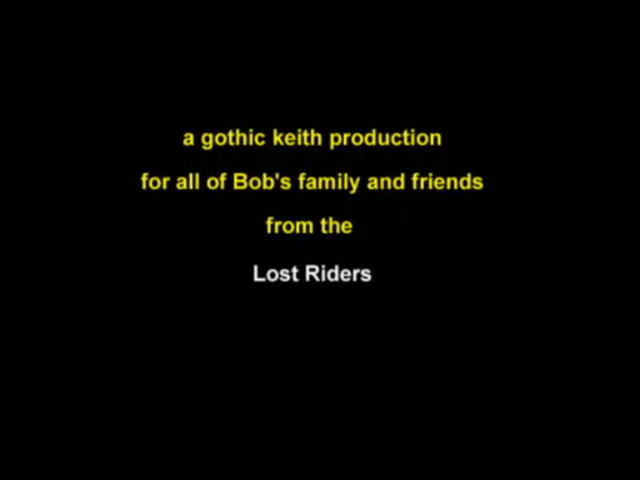 a gothic keith production
for all of Bob's family and friends
from the
Lost Riders